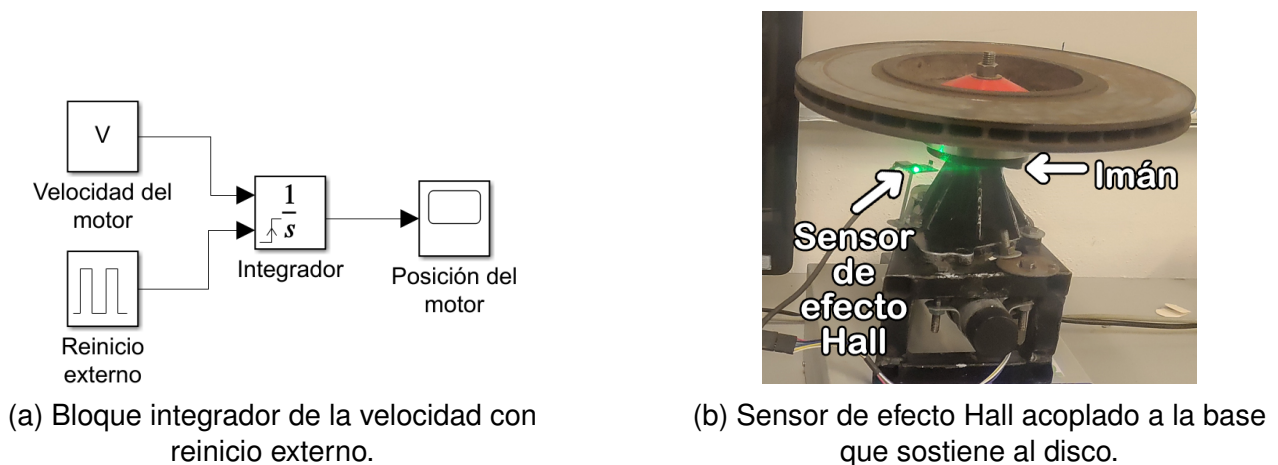 V
Velocidad del
motor
1
s
Integrador
Posición del
motor
Reinicio
externo
(a) Bloque integrador de la velocidad con
reinicio externo.
Imán
Sensor
de
efecto
Hall
(b) Sensor de efecto Hall acoplado a la base
que sostiene al disco.